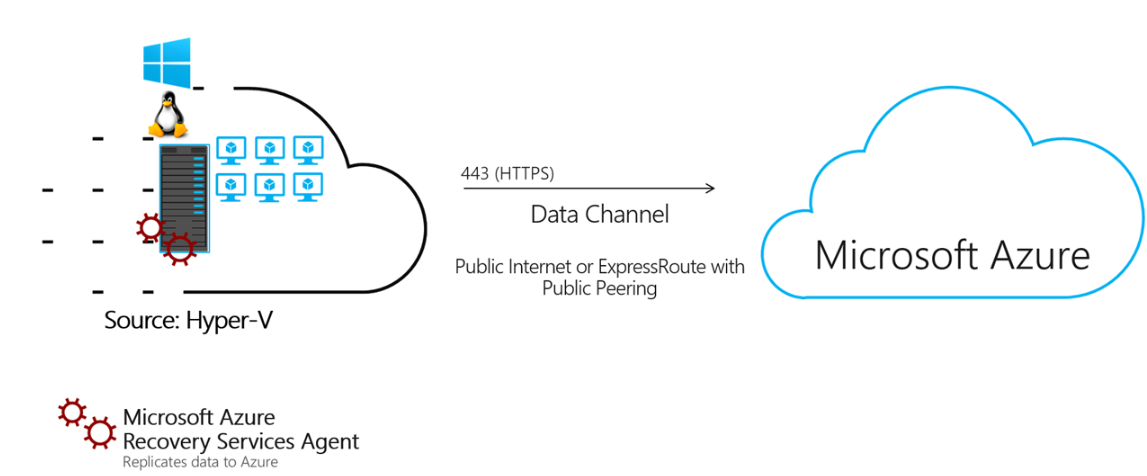 443 (HTTPS)
Data Channel
Public Internet or ExpressRoute with
Public Peering
Microsoft Azure
Source: Hyper-V
Microsoft Azure
Recovery Services Agent
Replicates data to Azure